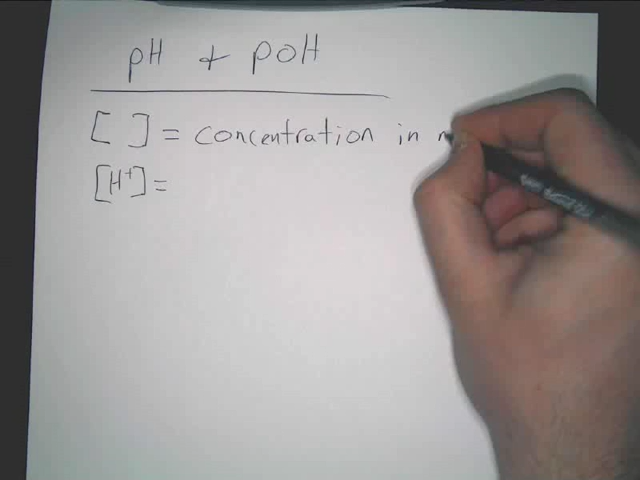 pH + pOH
[ ] = concentration in
[H⁺] =